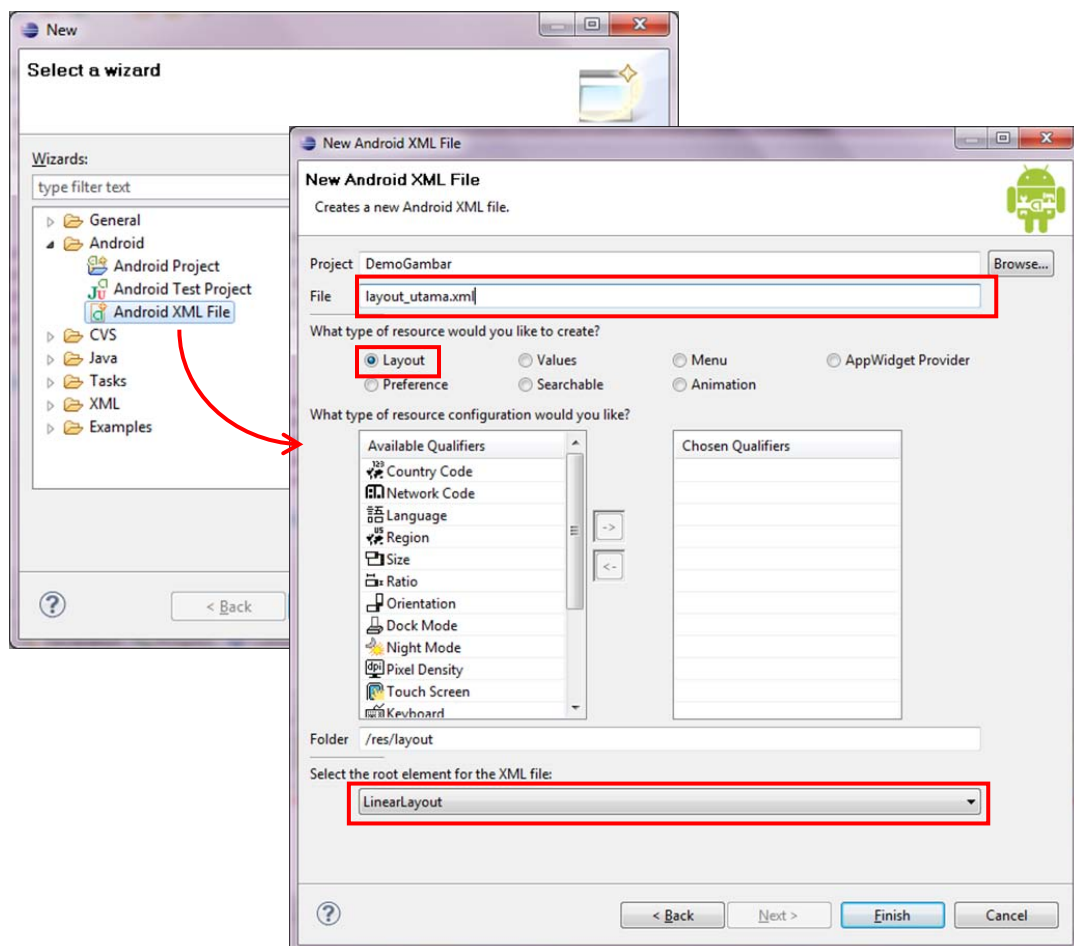 New
Select a wizard
Wizards:
type filter text
General
Android
Android Project
Android Test Project
Android XML File
CVS
Java
Tasks
XML
Examples
< Back
New Android XML File
New Android XML File
Creates a new Android XML file.
Project DemoGambar Browse...
File layout_utama.xml
What type of resource would you like to create?
Layout Values Menu AppWidget Provider
Preference Searchable Animation
What type of resource configuration would you like?
Available Qualifiers Chosen Qualifiers
Country Code
Network Code
Language
Region
Size
Ratio
Orientation
Dock Mode
Night Mode
Pixel Density
Touch Screen
Keyboard
-> 
<-
Folder /res/layout
Select the root element for the XML file:
LinearLayout
< Back Next > Finish Cancel